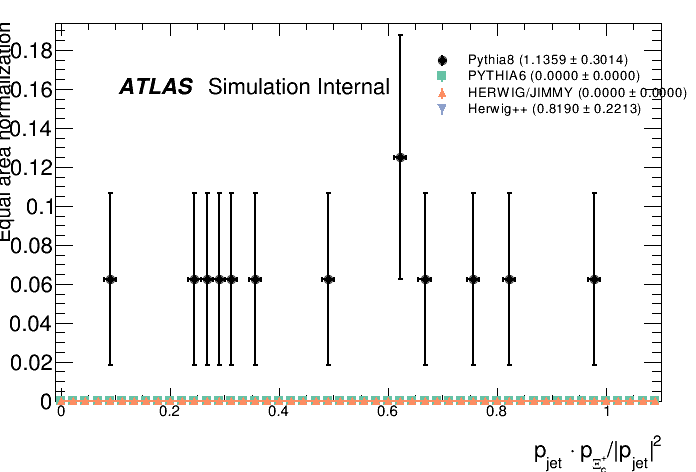 Equal area normalization
ATLAS Simulation Internal
Pythia8 (1.1359 ± 0.3014)
PYTHIA6 (0.0000 ± 0.0000)
HERWIG/JIMMY (0.0000 ± 0.0000)
Herwig++ (0.8190 ± 0.2213)
0.18
0.16
0.14
0.12
0.1
0.08
0.06
0.04
0.02
0
0 0.2 0.4 0.6 0.8 1
p_jet · p_Ξc⁺/|p_jet|²